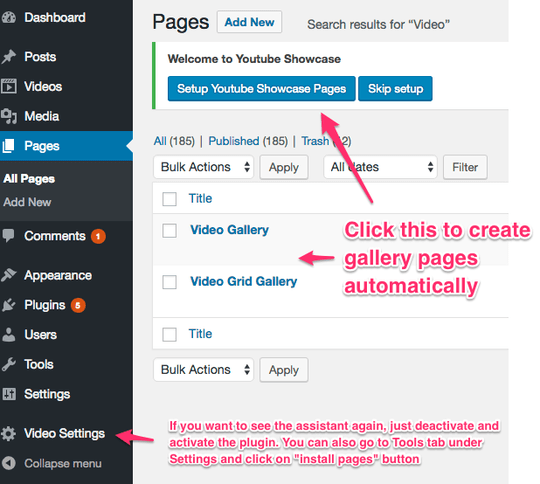 Dashboard
Posts
Videos
Media
Pages
All Pages
Add New
Comments 1
Appearance
Plugins 5
Users
Tools
Settings
Video Settings
Collapse menu
Pages Add New Search results for “Video”
Welcome to Youtube Showcase
Setup Youtube Showcase Pages Skip setup
All (185) | Published (185) | Trash ( 2)
Bulk Actions Apply All dates Filter
Title
Video Gallery
Video Grid Gallery
Title
Bulk Actions Apply
Click this to create
gallery pages
automatically
If you want to see the assistant again, just deactivate and
activate the plugin. You can also go to Tools tab under
Settings and click on "install pages" button